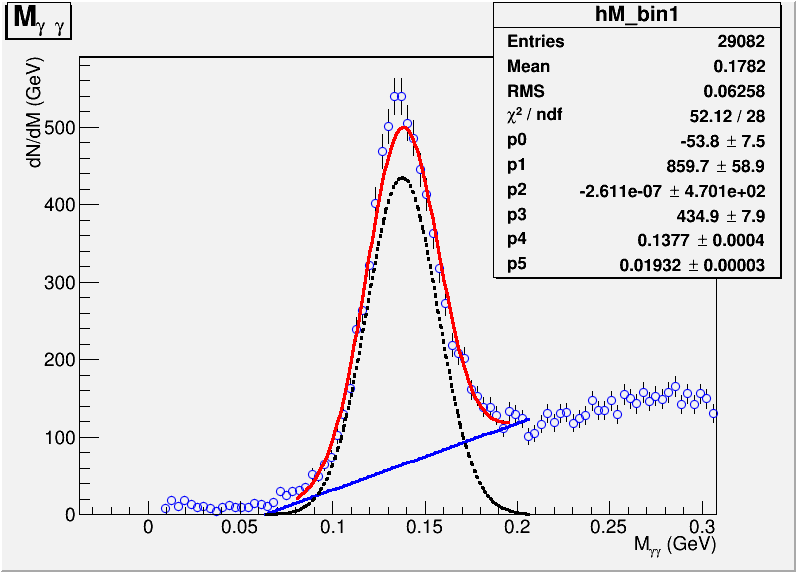 M γ γ
hM_bin1
Entries 29082
Mean 0.1782
RMS 0.06258
χ² / ndf 52.12 / 28
p0 -53.8 ± 7.5
p1 859.7 ± 58.9
p2 -2.611e-07 ± 4.701e+02
p3 434.9 ± 7.9
p4 0.1377 ± 0.0004
p5 0.01932 ± 0.00003
dN/dM (GeV)
500
400
300
200
100
0
0 0.05 0.1 0.15 0.2 0.25 0.3
Mγγ (GeV)